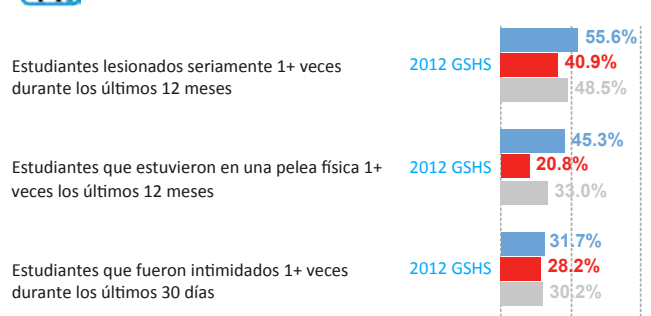 55.6%
Estudiantes lesionados seriamente 1+ veces 2012 GSHS 40.9%
durante los últimos 12 meses 48.5%
45.3%
Estudiantes que estuvieron en una pelea física 1+ 2012 GSHS 20.8%
veces los últimos 12 meses 33.0%
31.7%
Estudiantes que fueron intimidados 1+ veces 2012 GSHS 28.2%
durante los últimos 30 días 30.2%